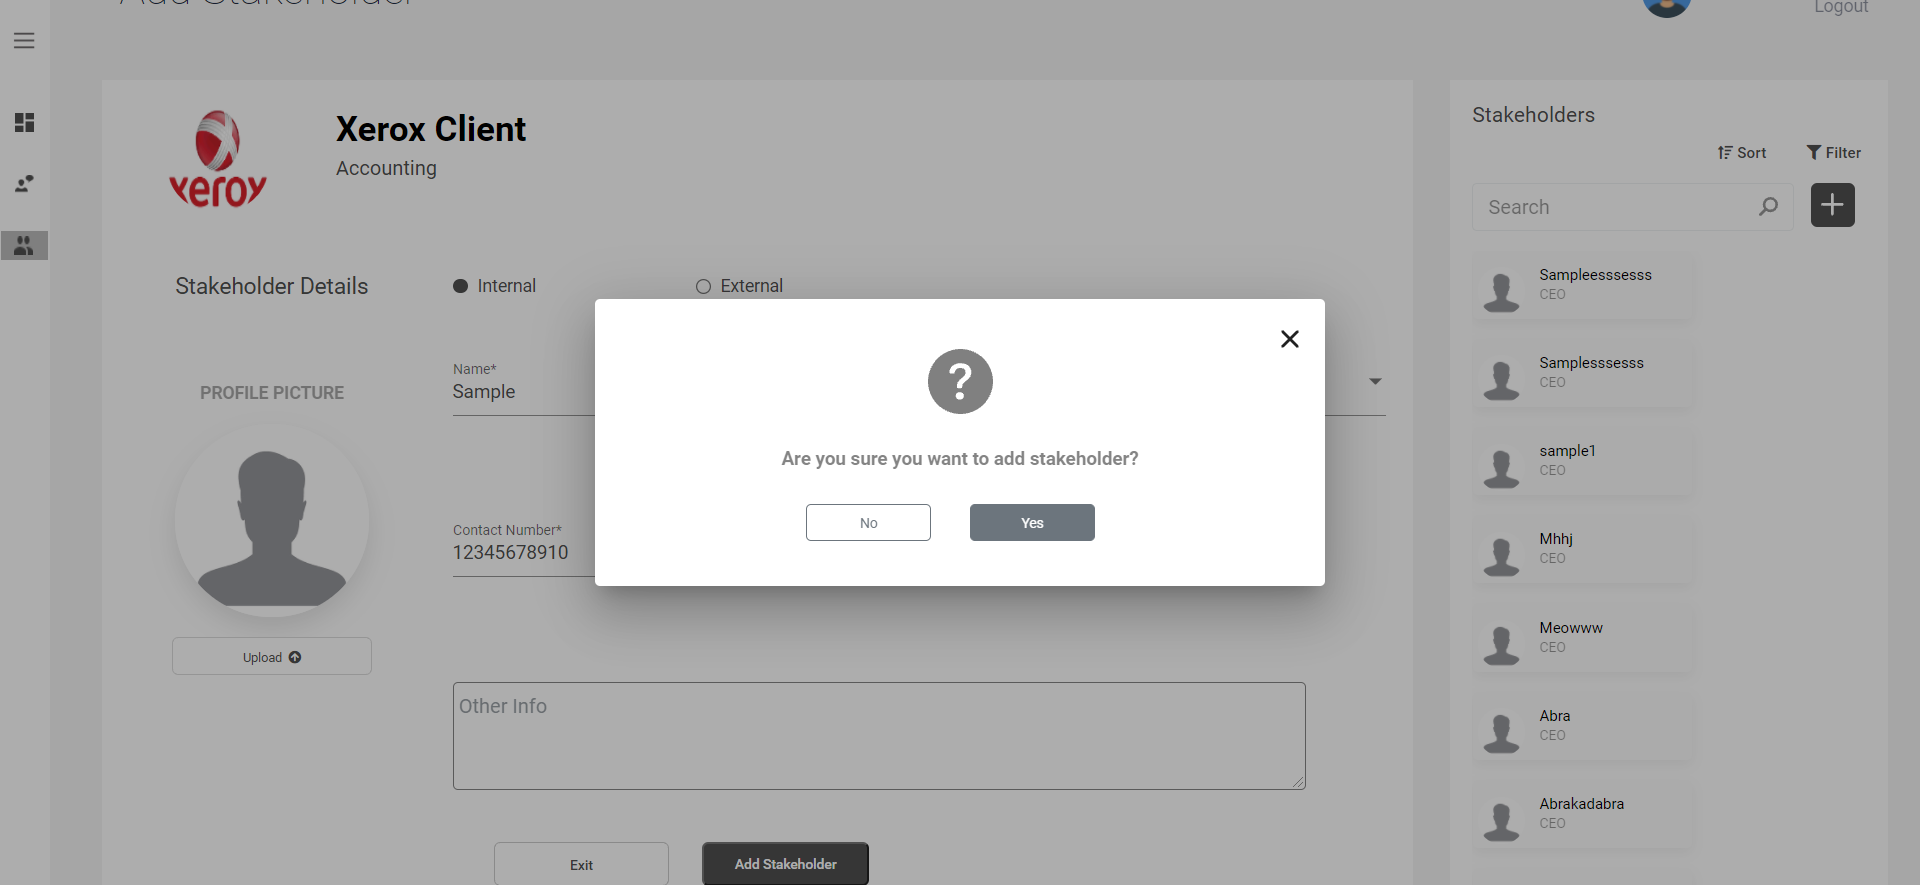 Add Stakeholder
Logout
xerox
Xerox Client
Accounting
Stakeholder Details
Internal
External
PROFILE PICTURE
Name*
Sample
Contact Number*
12345678910
Upload
Other Info
Exit
Add Stakeholder
Are you sure you want to add stakeholder?
No
Yes
Stakeholders
Sort
Filter
Search
Sampleesssesss
CEO
Samplesssesss
CEO
sample1
CEO
Mhhj
CEO
Meowww
CEO
Abra
CEO
Abrakadabra
CEO